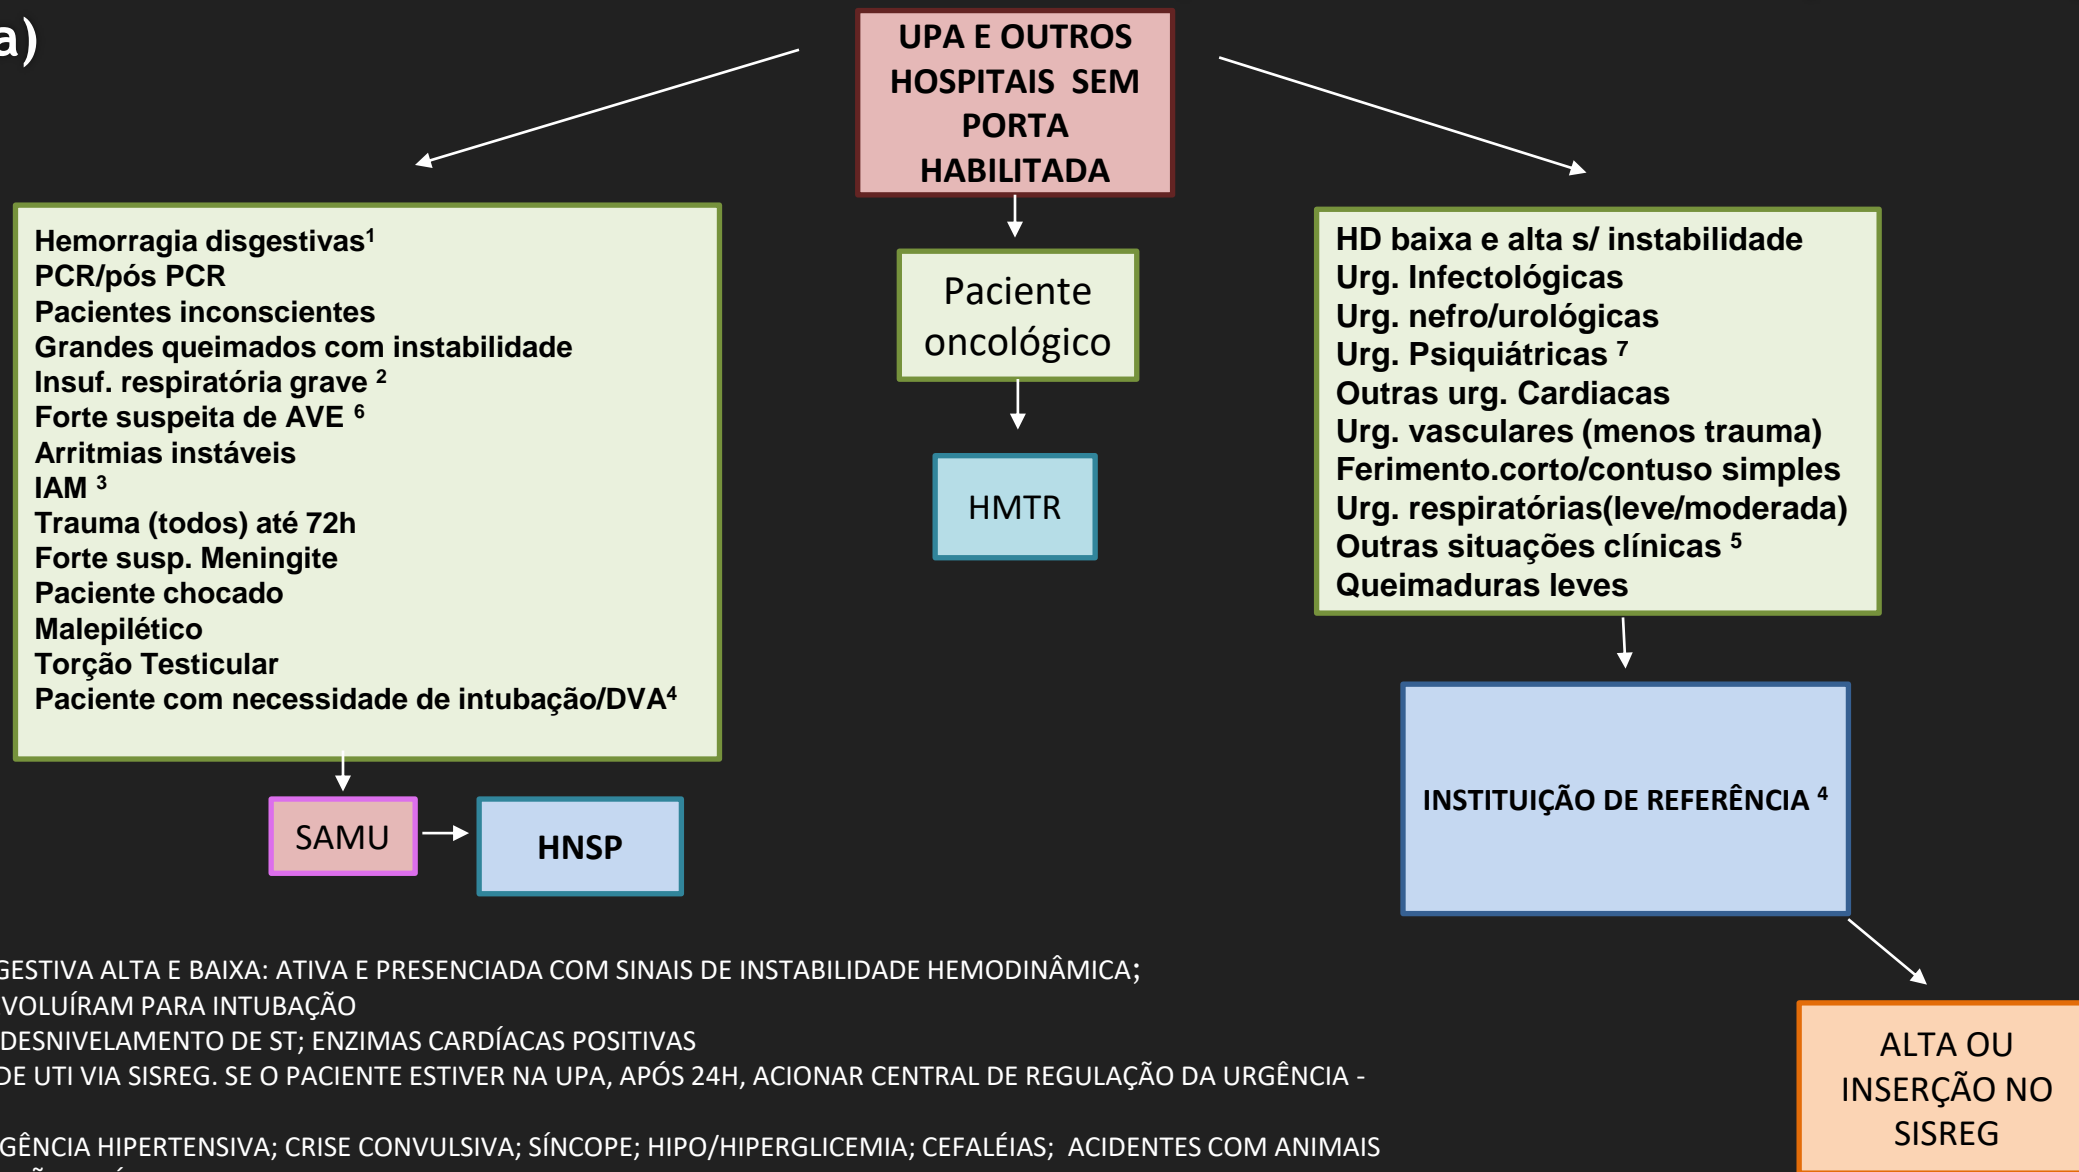 a)
UPA E OUTROS
HOSPITAIS SEM
PORTA
HABILITADA
Hemorragia disgestivas¹
PCR/pós PCR
Pacientes inconscientes
Grandes queimados com instabilidade
Insuf. respiratória grave ²
Forte suspeita de AVE ⁶
Arritmias instáveis
IAM ³
Trauma (todos) até 72h
Forte susp. Meningite
Paciente chocado
Malepilético
Torção Testicular
Paciente com necessidade de intubação/DVA⁴
SAMU
HNSP
Paciente
oncológico
HMTR
HD baixa e alta s/ instabilidade
Urg. Infectológicas
Urg. nefro/urológicas
Urg. Psiquiátricas ⁷
Outras urg. Cardiacas
Urg. vasculares (menos trauma)
Ferimento.corto/contuso simples
Urg. respiratórias(leve/moderada)
Outras situações clínicas ⁵
Queimaduras leves
INSTITUIÇÃO DE REFERÊNCIA ⁴
ALTA OU
INSERÇÃO NO
SISREG
GESTIVA ALTA E BAIXA: ATIVA E PRESENCIADA COM SINAIS DE INSTABILIDADE HEMODINÂMICA;
VOLUÍRAM PARA INTUBAÇÃO
DESNIVELAMENTO DE ST; ENZIMAS CARDÍACAS POSITIVAS
DE UTI VIA SISREG. SE O PACIENTE ESTIVER NA UPA, APÓS 24H, ACIONAR CENTRAL DE REGULAÇÃO DA URGÊNCIA -
GÊNCIA HIPERTENSIVA; CRISE CONVULSIVA; SÍNCOPE; HIPO/HIPERGLICEMIA; CEFALÉIAS; ACIDENTES COM ANIMAIS